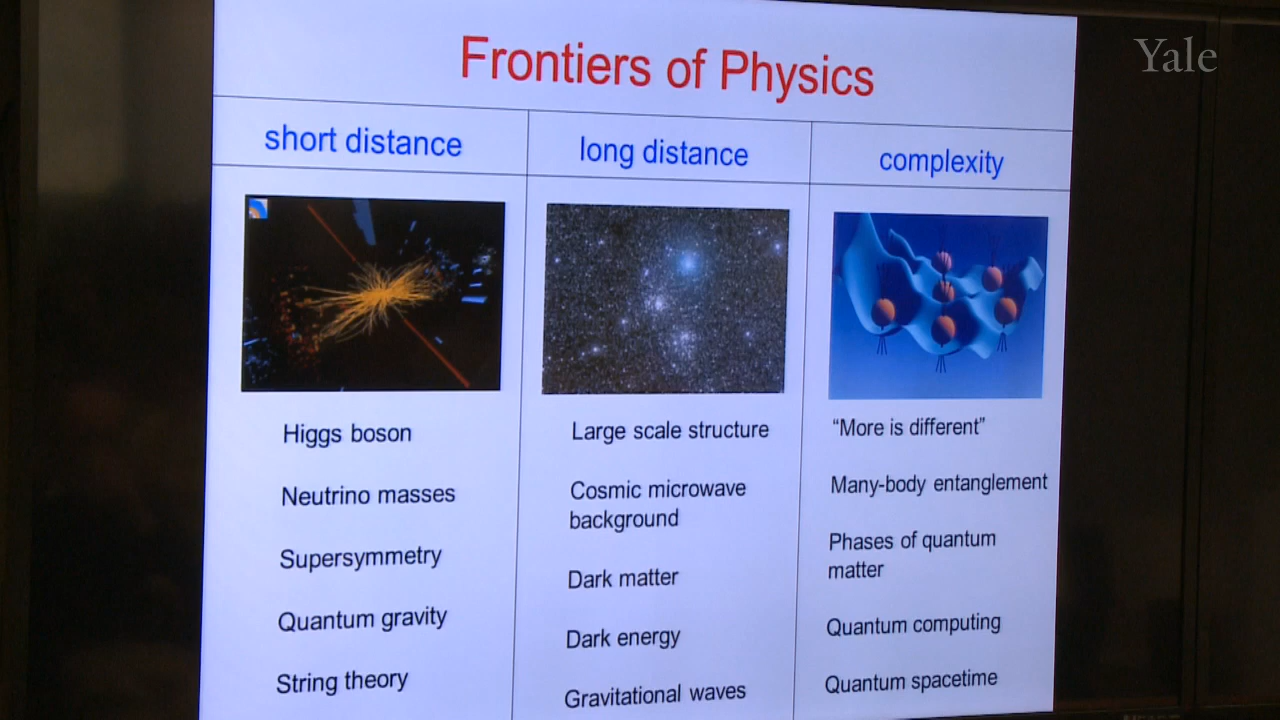 Frontiers of Physics
Yale
short distance
long distance
complexity
Higgs boson
Neutrino masses
Supersymmetry
Quantum gravity
String theory
Large scale structure
Cosmic microwave
background
Dark matter
Dark energy
Gravitational waves
“More is different”
Many-body entanglement
Phases of quantum
matter
Quantum computing
Quantum spacetime